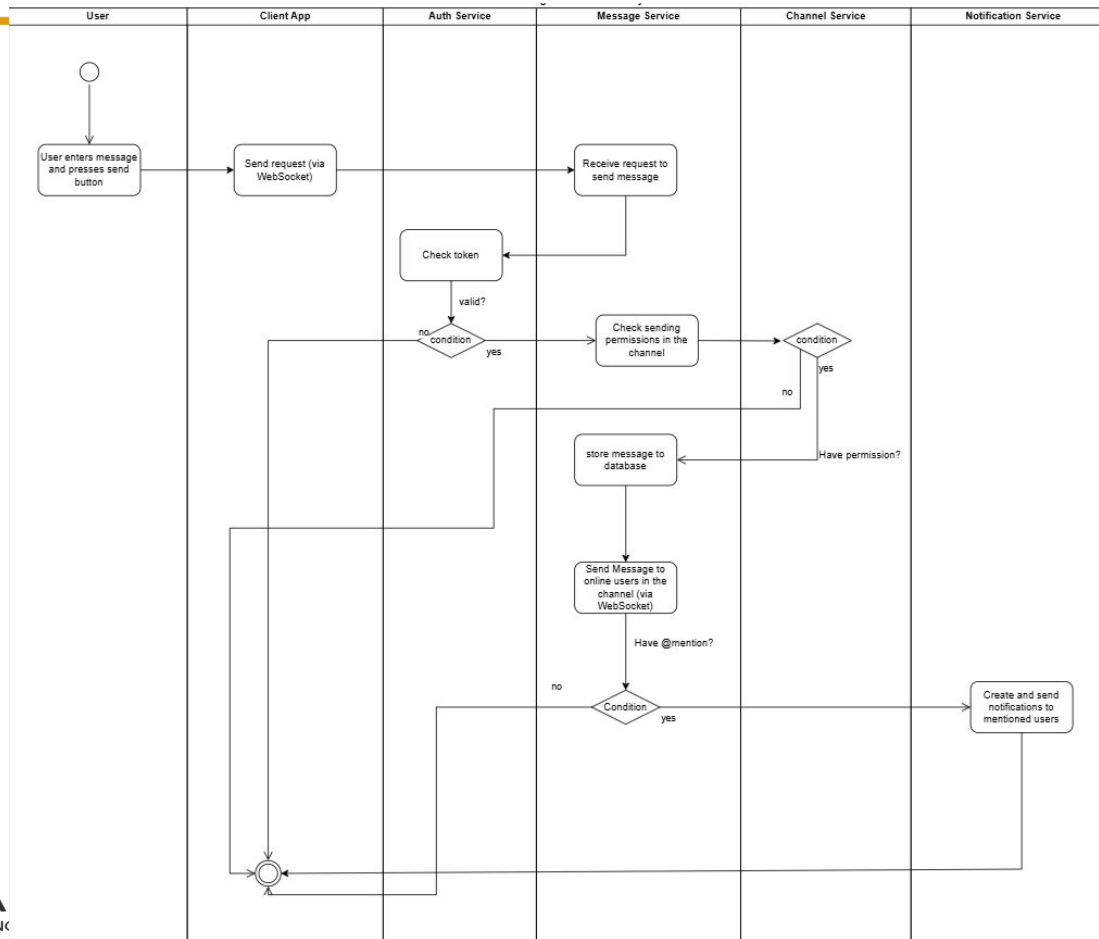 User
Client App
Auth Service
Message Service
Channel Service
Notification Service
User enters message
and presses send
button
Send request (via
WebSocket)
Receive request to
send message
Check token
valid?
no
condition
yes
Check sending
permissions in the
channel
condition
yes
no
Have permission?
store message to
database
Send Message to
online users in the
channel (via
WebSocket)
Have @mention?
no
Condition
yes
Create and send
notifications to
mentioned users